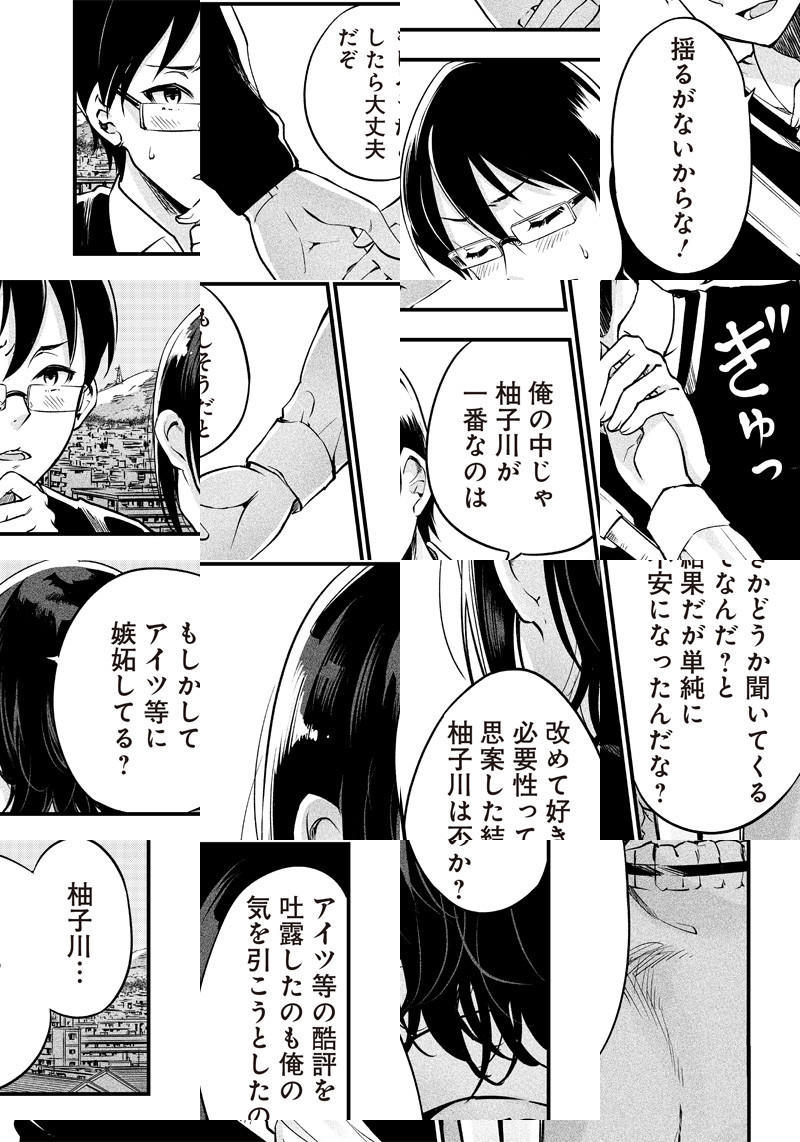 揺るがないからな！
したら大丈夫
だぞ
ぎゅっ
俺の中じゃ
柚子川が
一番なのは
もしそうだと
かどうか聞いてくる
てなんだ？と
結果だが単純に
安になったんだな？
改めて好き
必要性って
思案した結
柚子川は
か？
もしかして
アイツ等に
嫉妬してる？
アイツ等の酷評を
吐露したのも俺の
気を引こうとしたの
柚子川…